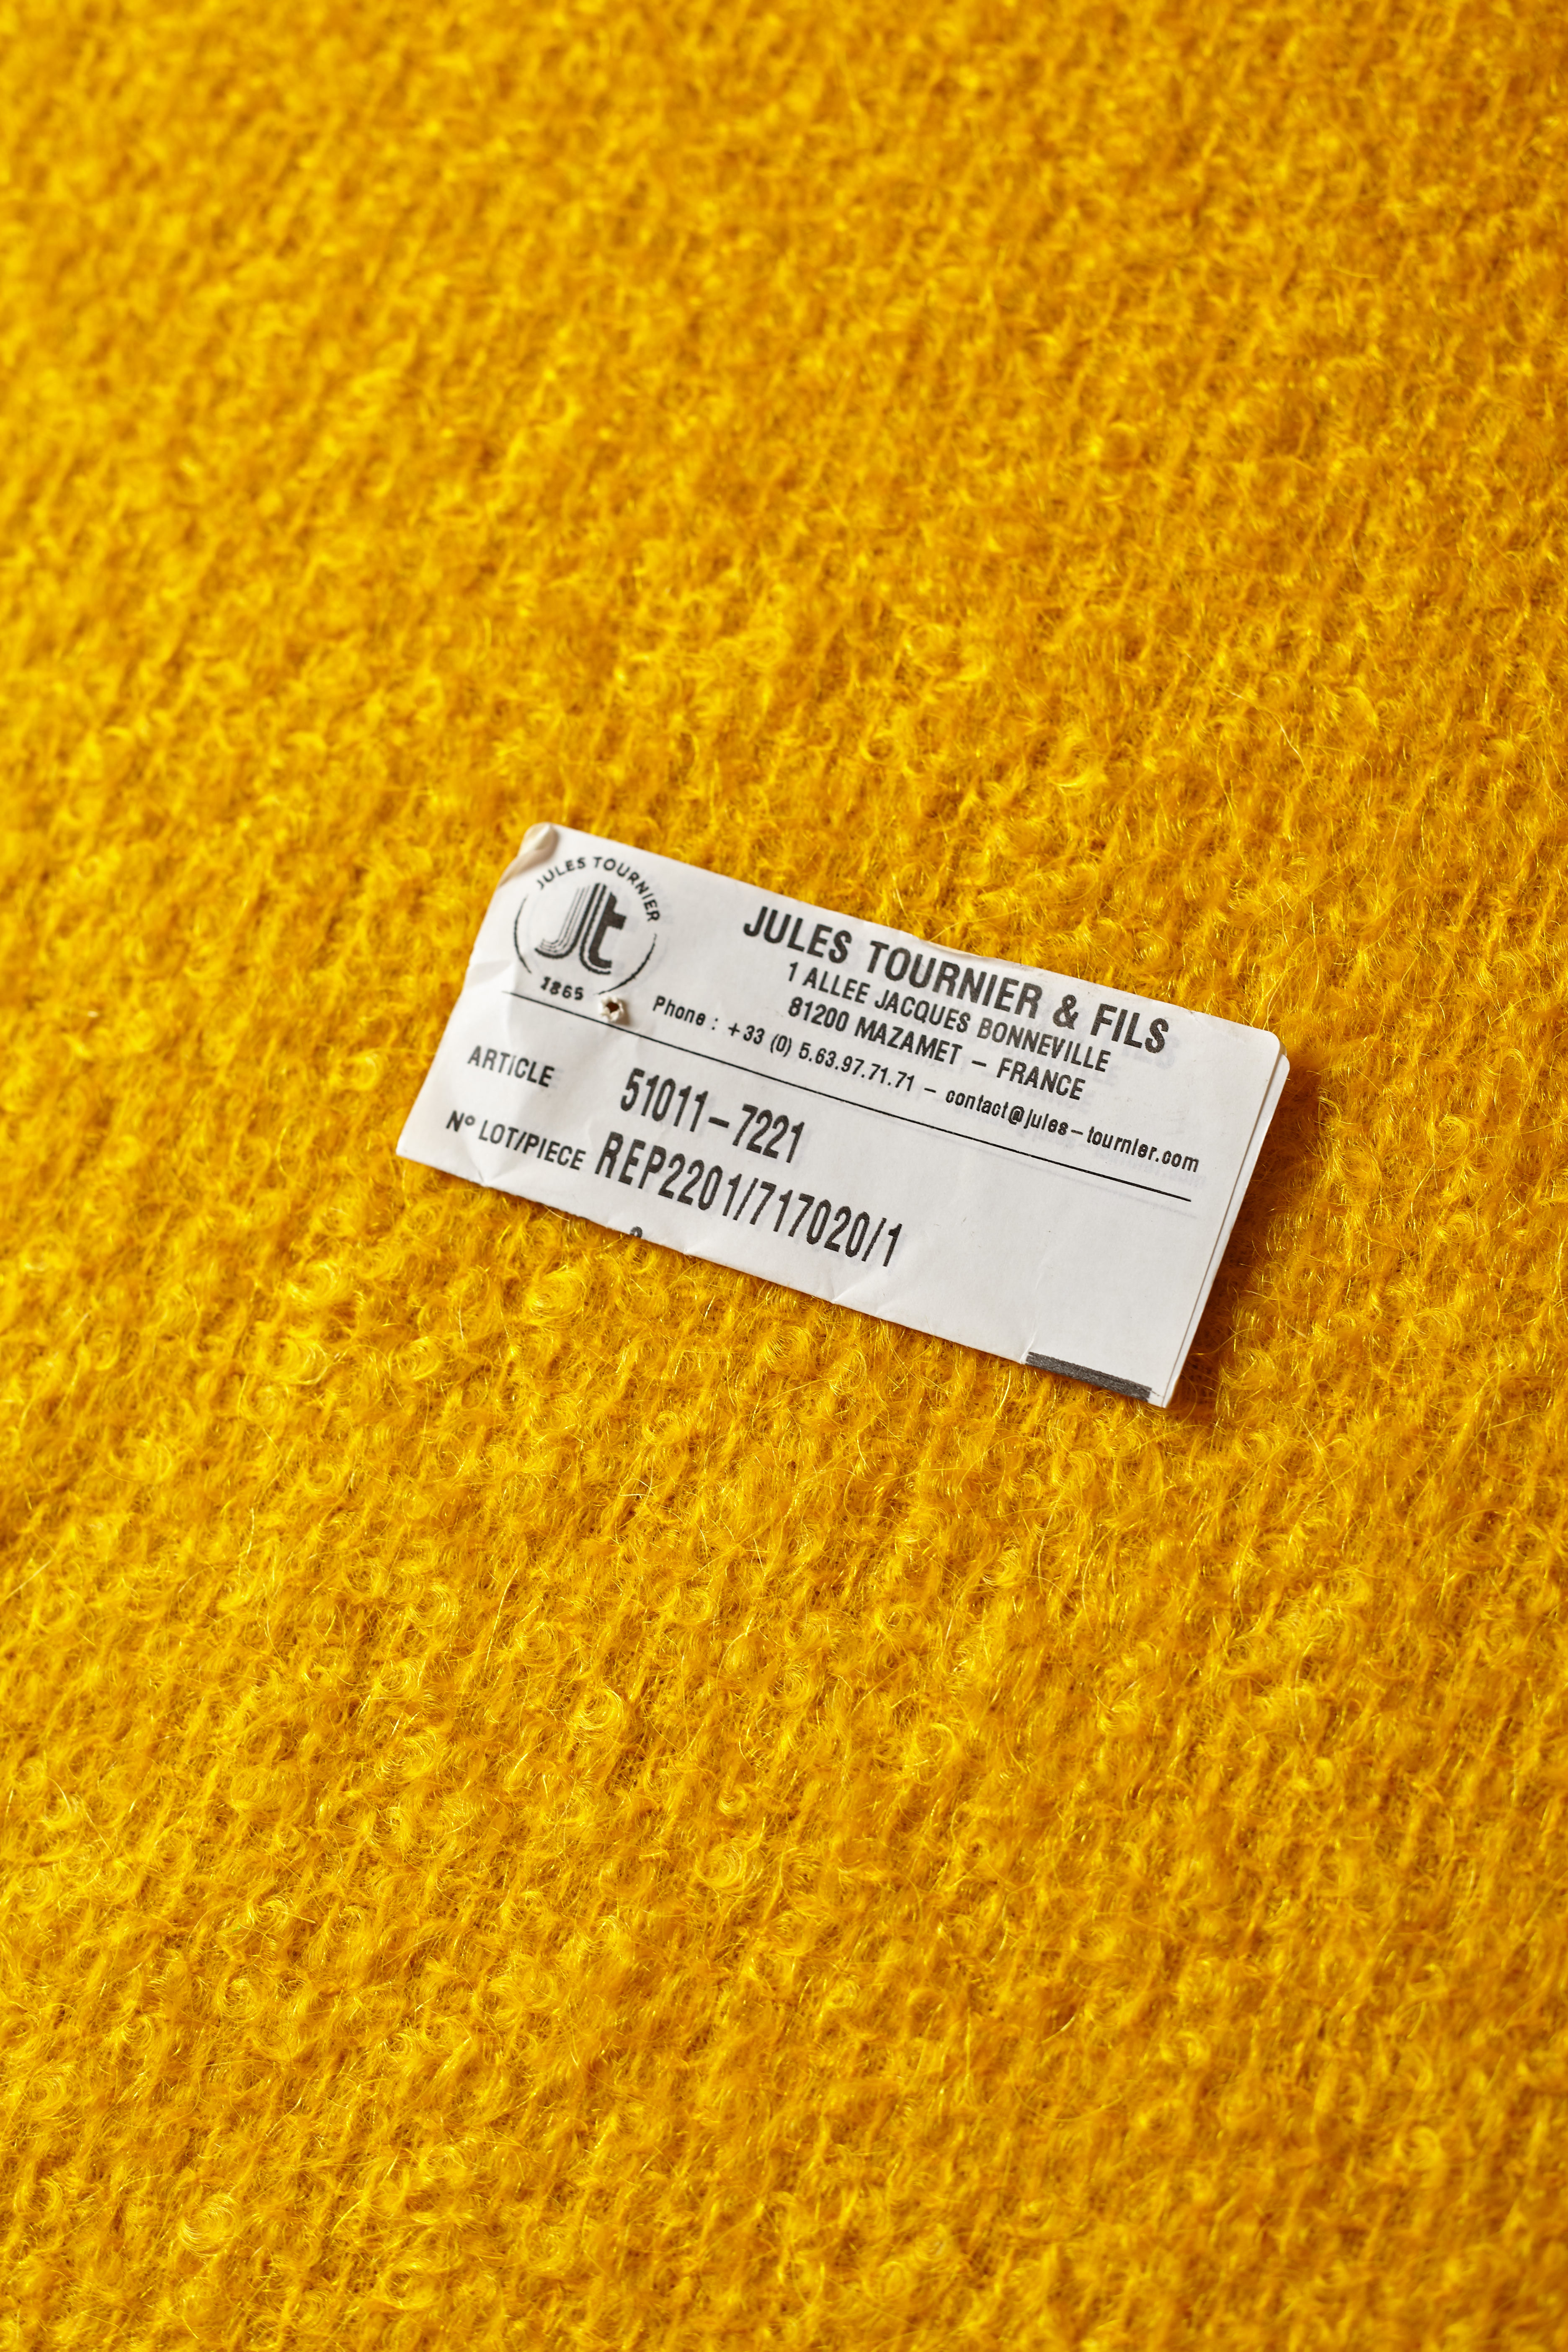 JULES TOURNIER
Jt
1865
JULES TOURNIER & FILS
1 ALLEE JACQUES BONNEVILLE
81200 MAZAMET – FRANCE
Phone : +33 (0) 5.63.97.71.71 – contact@jules-tournier.com
ARTICLE 51011-7221
Nº LOT/PIECE REP2201/717020/1